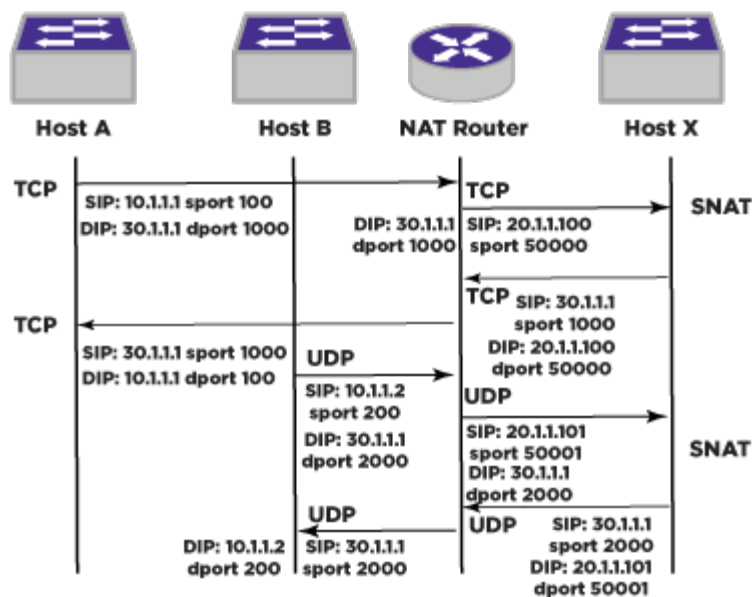 Host A
Host B
NAT Router
Host X
TCP
SIP: 10.1.1.1 sport 100
DIP: 30.1.1.1 dport 1000
TCP
DIP: 30.1.1.1
dport 1000
SIP: 20.1.1.100
sport 50000
SNAT
TCP
SIP: 30.1.1.1
sport 1000
DIP: 20.1.1.100
dport 50000
TCP
SIP: 30.1.1.1 sport 1000
DIP: 10.1.1.1 dport 100
UDP
SIP: 10.1.1.2
sport 200
DIP: 30.1.1.1
dport 2000
UDP
SIP: 20.1.1.101
sport 50001
DIP: 30.1.1.1
dport 2000
SNAT
UDP
SIP: 30.1.1.1
sport 2000
DIP: 20.1.1.101
dport 50001
UDP
DIP: 10.1.1.2
dport 200
SIP: 30.1.1.1
sport 2000